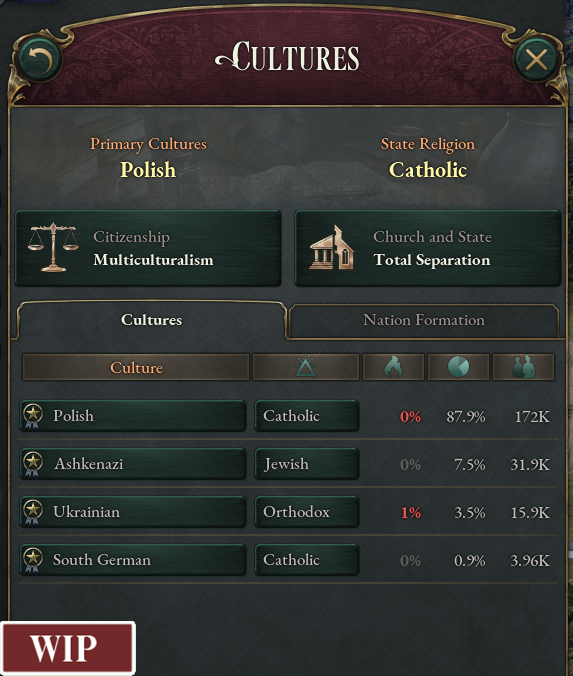 CULTURES
Primary Cultures
Polish
State Religion
Catholic
Citizenship
Multiculturalism
Church and State
Total Separation
Cultures
Nation Formation
Culture
Polish Catholic 0% 87.9% 172K
Ashkenazi Jewish 0% 7.5% 31.9K
Ukrainian Orthodox 1% 3.5% 15.9K
South German Catholic 0% 0.9% 3.96K
WIP